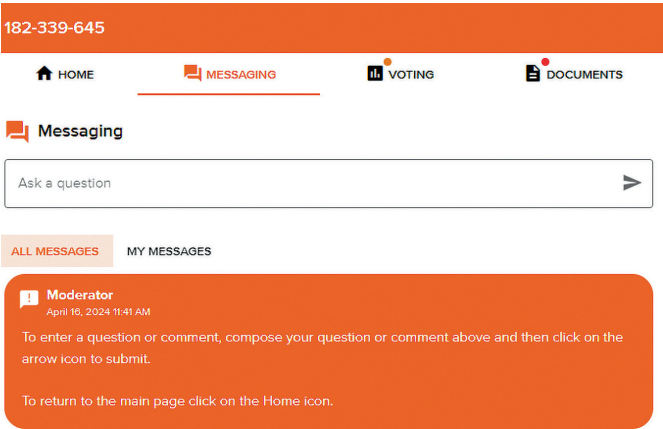 182-339-645
HOME
MESSAGING
VOTING
DOCUMENTS
Messaging
Ask a question
ALL MESSAGES
MY MESSAGES
Moderator
April 16, 2024 11:41 AM
To enter a question or comment, compose your question or comment above and then click on the
arrow icon to submit.
To return to the main page click on the Home icon.